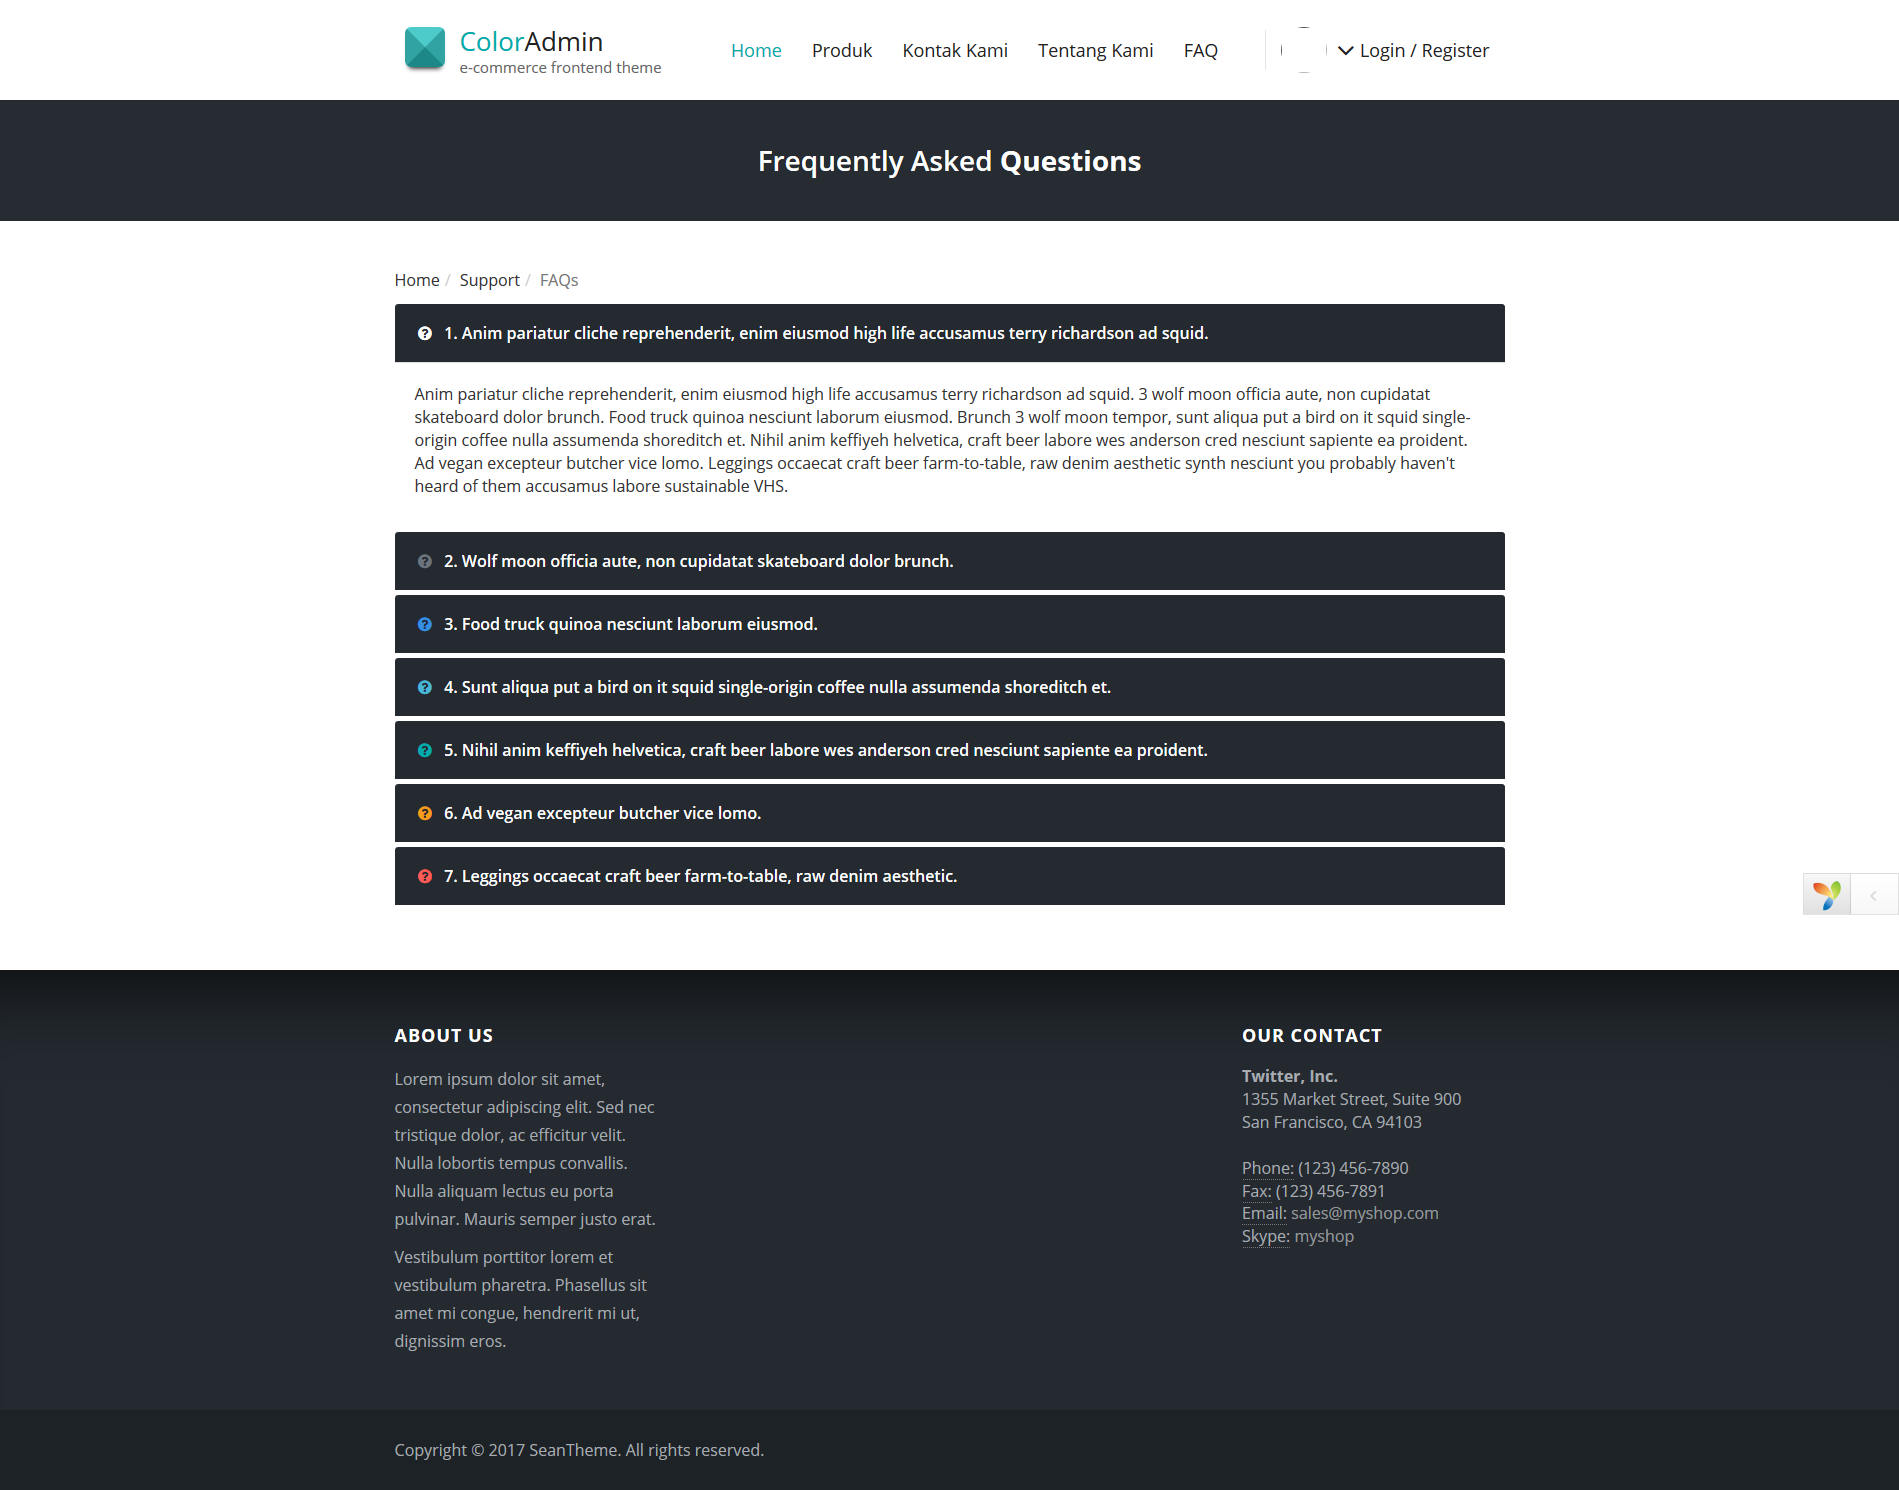 ColorAdmin
e-commerce frontend theme
Home
Produk
Kontak Kami
Tentang Kami
FAQ
Login / Register
Frequently Asked Questions
Home / Support / FAQs
1. Anim pariatur cliche reprehenderit, enim eiusmod high life accusamus terry richardson ad squid.
Anim pariatur cliche reprehenderit, enim eiusmod high life accusamus terry richardson ad squid. 3 wolf moon officia aute, non cupidatat
skateboard dolor brunch. Food truck quinoa nesciunt laborum eiusmod. Brunch 3 wolf moon tempor, sunt aliqua put a bird on it squid single-
origin coffee nulla assumenda shoreditch et. Nihil anim keffiyeh helvetica, craft beer labore wes anderson cred nesciunt sapiente ea proident.
Ad vegan excepteur butcher vice lomo. Leggings occaecat craft beer farm-to-table, raw denim aesthetic synth nesciunt you probably haven't
heard of them accusamus labore sustainable VHS.
2. Wolf moon officia aute, non cupidatat skateboard dolor brunch.
3. Food truck quinoa nesciunt laborum eiusmod.
4. Sunt aliqua put a bird on it squid single-origin coffee nulla assumenda shoreditch et.
5. Nihil anim keffiyeh helvetica, craft beer labore wes anderson cred nesciunt sapiente ea proident.
6. Ad vegan excepteur butcher vice lomo.
7. Leggings occaecat craft beer farm-to-table, raw denim aesthetic.
ABOUT US
Lorem ipsum dolor sit amet,
consectetur adipiscing elit. Sed nec
tristique dolor, ac efficitur velit.
Nulla lobortis tempus convallis.
Nulla aliquam lectus eu porta
pulvinar. Mauris semper justo erat.
Vestibulum porttitor lorem et
vestibulum pharetra. Phasellus sit
amet mi congue, hendrerit mi ut,
dignissim eros.
OUR CONTACT
Twitter, Inc.
1355 Market Street, Suite 900
San Francisco, CA 94103
Phone: (123) 456-7890
Fax: (123) 456-7891
Email: sales@myshop.com
Skype: myshop
Copyright © 2017 SeanTheme. All rights reserved.